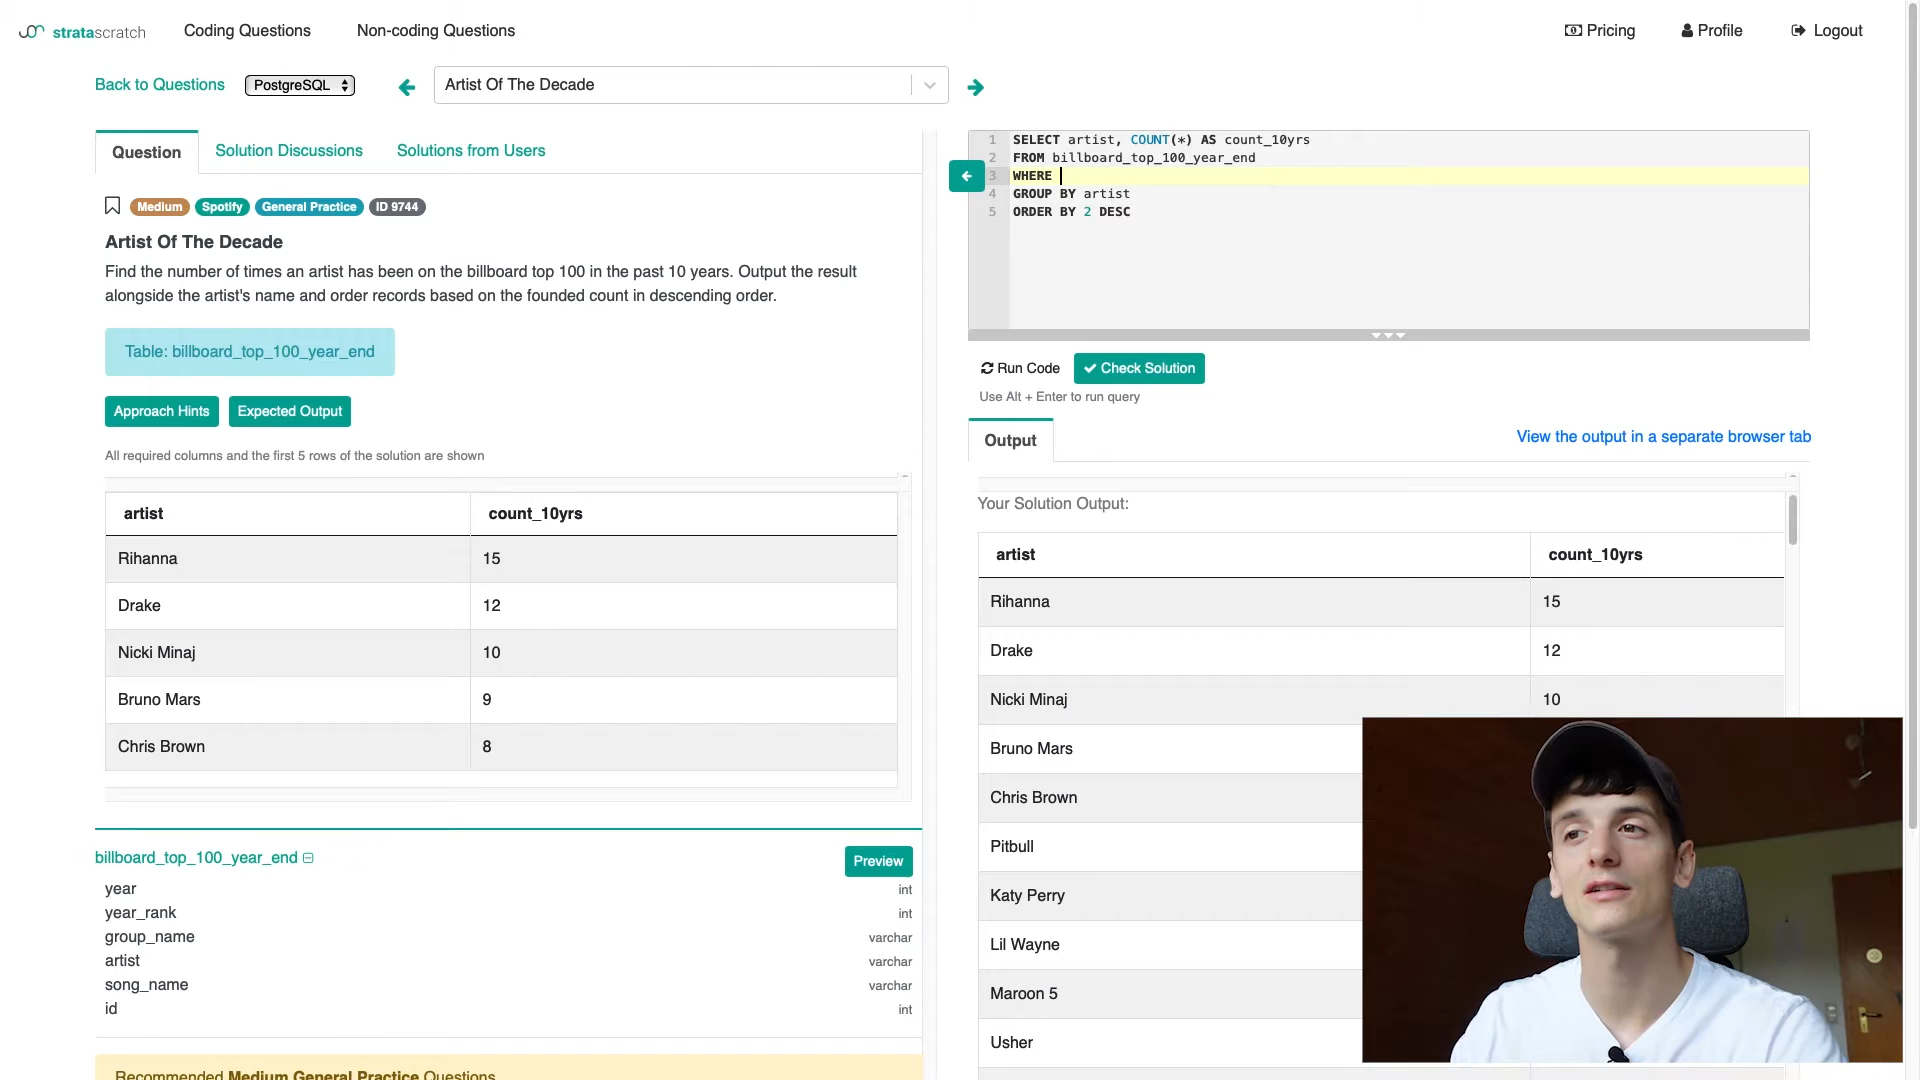 stratascratch
Coding Questions
Non-coding Questions
Pricing
Profile
Logout
Back to Questions
PostgreSQL
Artist Of The Decade
Question
Solution Discussions
Solutions from Users
Medium
Spotify
General Practice
ID 9744
Artist Of The Decade
Find the number of times an artist has been on the billboard top 100 in the past 10 years. Output the result
alongside the artist's name and order records based on the founded count in descending order.
Table: billboard_top_100_year_end
Approach Hints
Expected Output
All required columns and the first 5 rows of the solution are shown
artist count_10yrs
Rihanna 15
Drake 12
Nicki Minaj 10
Bruno Mars 9
Chris Brown 8
billboard_top_100_year_end
Preview
year int
year_rank int
group_name varchar
artist varchar
song_name varchar
id int
Recommended Medium General Practice Questions
1 SELECT artist, COUNT(*) AS count_10yrs
2 FROM billboard_top_100_year_end
3 WHERE
4 GROUP BY artist
5 ORDER BY 2 DESC
Run Code
Check Solution
Use Alt + Enter to run query
Output
View the output in a separate browser tab
Your Solution Output:
artist count_10yrs
Rihanna 15
Drake 12
Nicki Minaj 10
Bruno Mars
Chris Brown
Pitbull
Katy Perry
Lil Wayne
Maroon 5
Usher